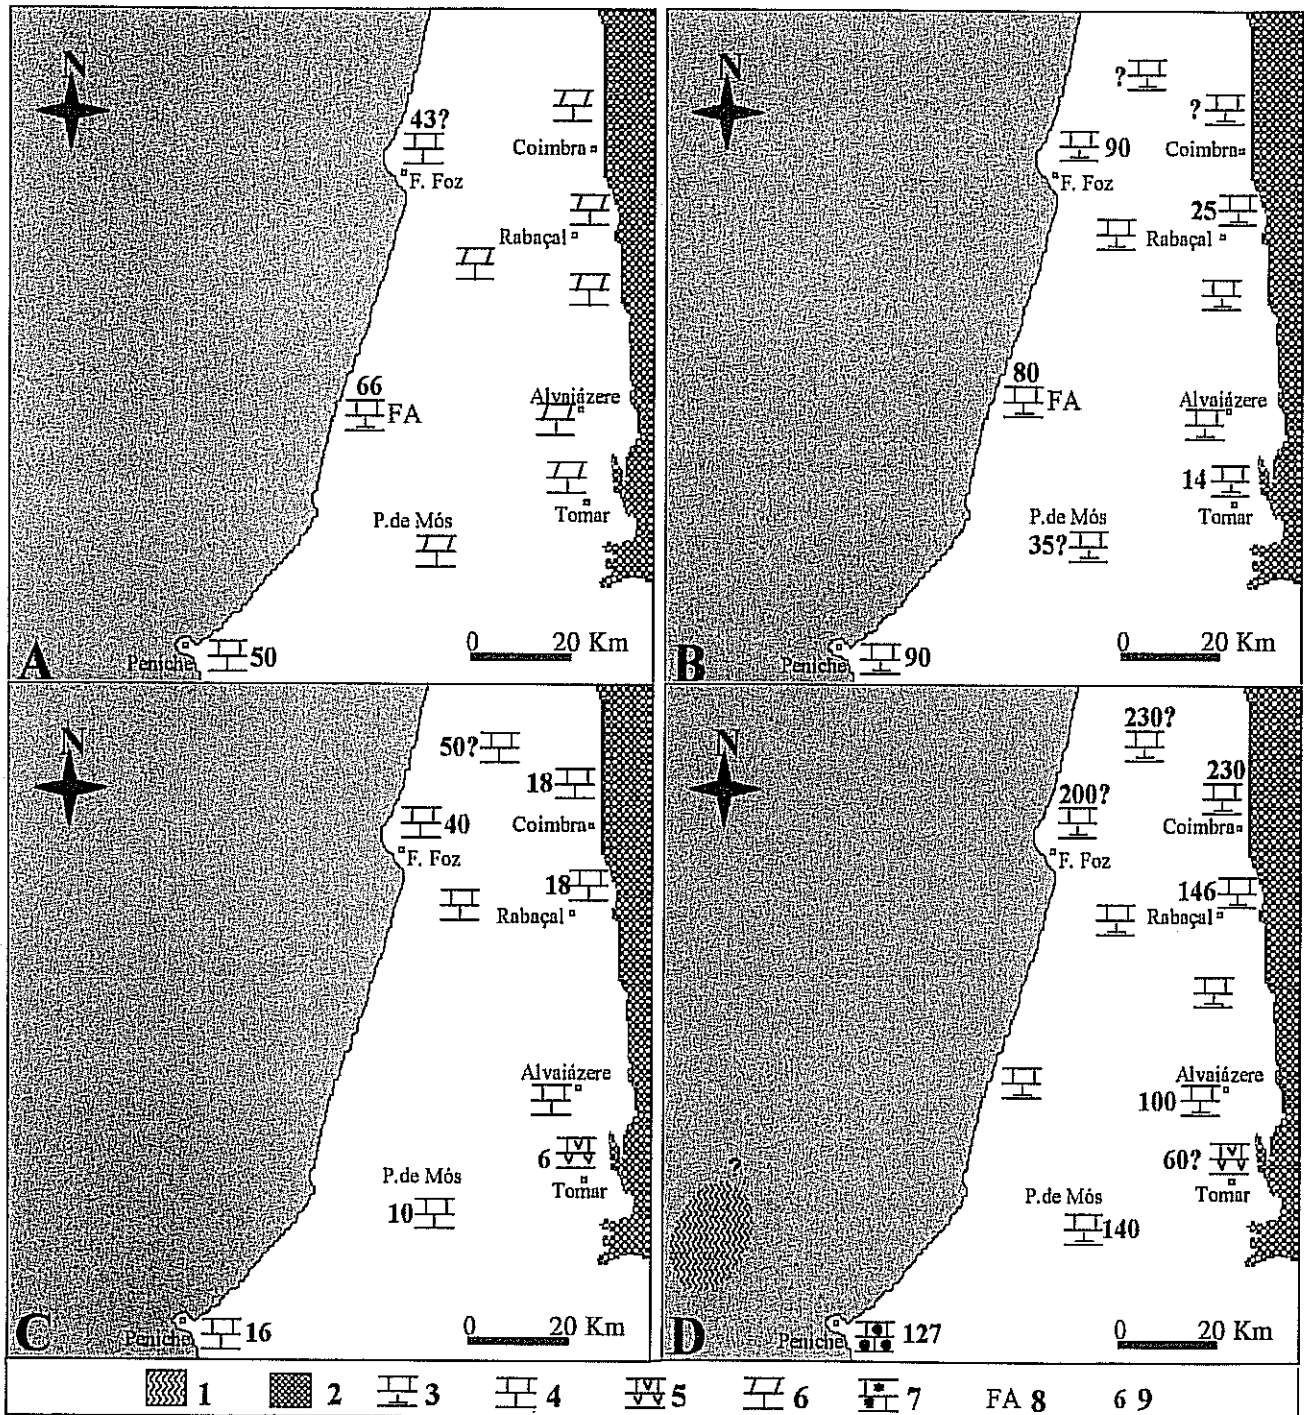 N
43?
Coimbra
F. Foz
Rabaçal
66
FA
Alvaiázere
Tomar
P.de Mós
0 20 Km
A
Peniche
50
N
?
?
90
Coimbra
F. Foz
25
Rabaçal
80
FA
Alvaiázere
14
Tomar
P.de Mós
35?
0 20 Km
B
Peniche
90
N
50?
18
40
Coimbra
F. Foz
18
Rabaçal
Alvaiázere
6
Tomar
P.de Mós
10
0 20 Km
C
Peniche
16
N
230?
230
200?
Coimbra
F. Foz
146
Rabaçal
Alvaiázere
100
?
60?
Tomar
P.de Mós
140
0 20 Km
D
Peniche
127
1 2 3 4 5 6 7 FA 8 6 9